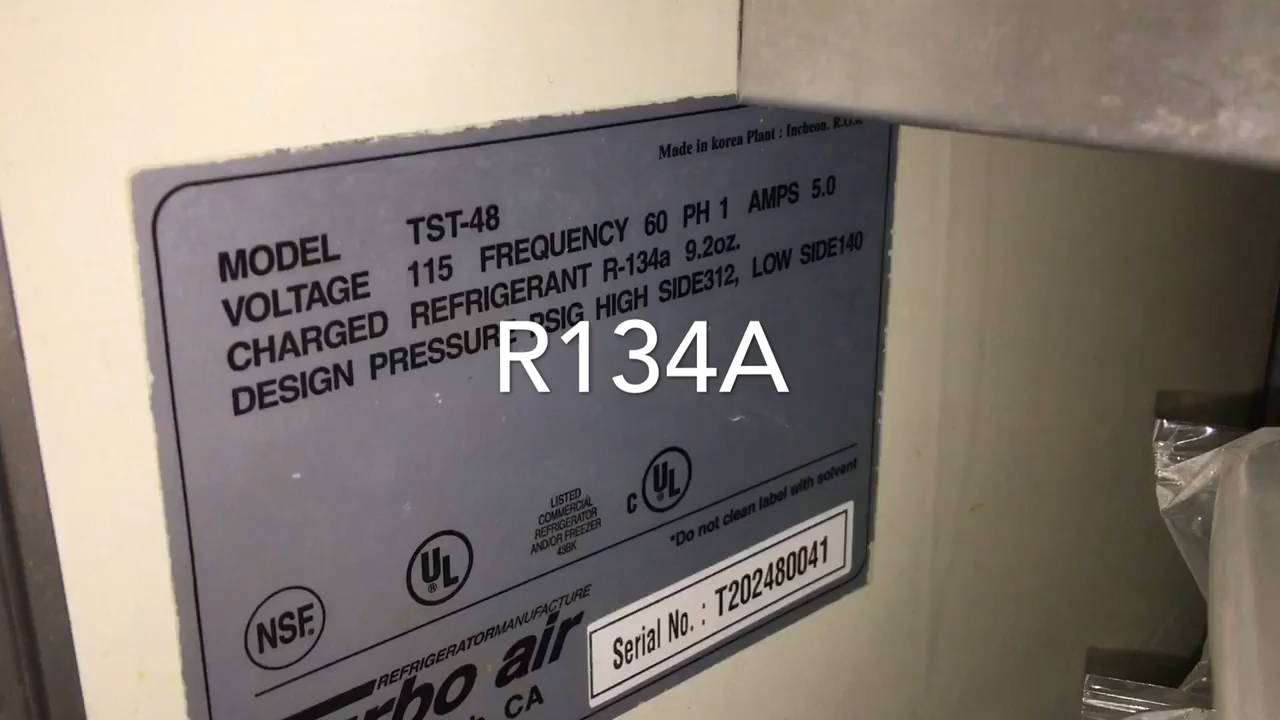 Made in korea Plant : Incheon. R.O.K
MODEL TST-48
VOLTAGE 115 FREQUENCY 60 PH 1 AMPS 5.0
CHARGED REFRIGERANT R-134a 9.2oz.
DESIGN PRESSURE PSIG HIGH SIDE312, LOW SIDE140
R134A
LISTED
COMMERCIAL
REFRIGERATOR
AND/OR FREEZER
43BK
C UL ®
UL ®
NSF.
*Do not clean label with solvent
REFRIGERATORMANUFACTURE
air
CA
Serial No. : T202480041